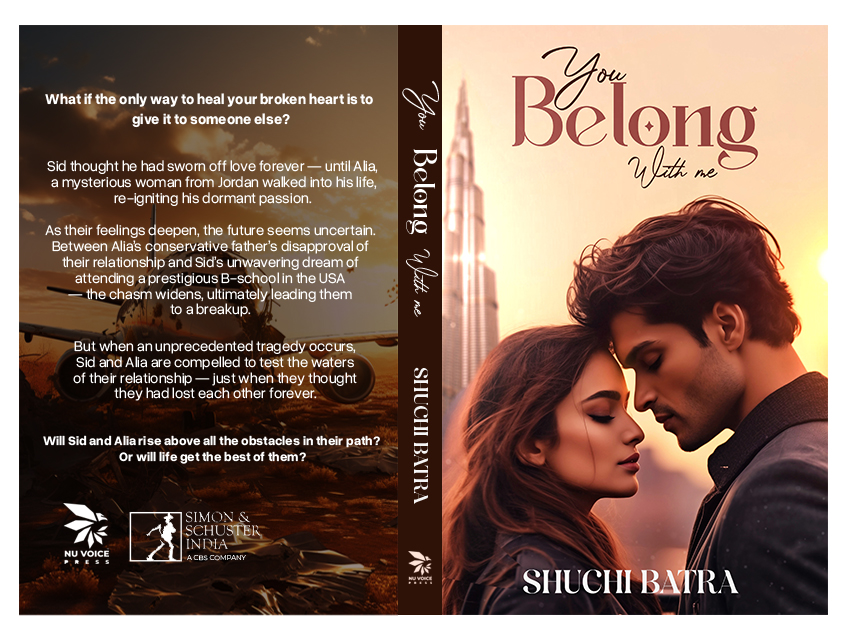 What if the only way to heal your broken heart is to
give it to someone else?
Sid thought he had sworn off love forever — until Alia,
a mysterious woman from Jordan walked into his life,
re-igniting his dormant passion.
As their feelings deepen, the future seems uncertain.
Between Alia's conservative father's disapproval of
their relationship and Sid's unwavering dream of
attending a prestigious B-school in the USA
— the chasm widens, ultimately leading them
to a breakup.
But when an unprecedented tragedy occurs,
Sid and Alia are compelled to test the waters
of their relationship — just when they thought
they had lost each other forever.
Will Sid and Alia rise above all the obstacles in their path?
Or will life get the best of them?
NU VOICE
PRESS
SIMON &
SCHUSTER
INDIA
A CBS COMPANY
You Belong With me
SHUCHI BATRA
NU VOICE
PRESS
You
Belong
With me
SHUCHI BATRA